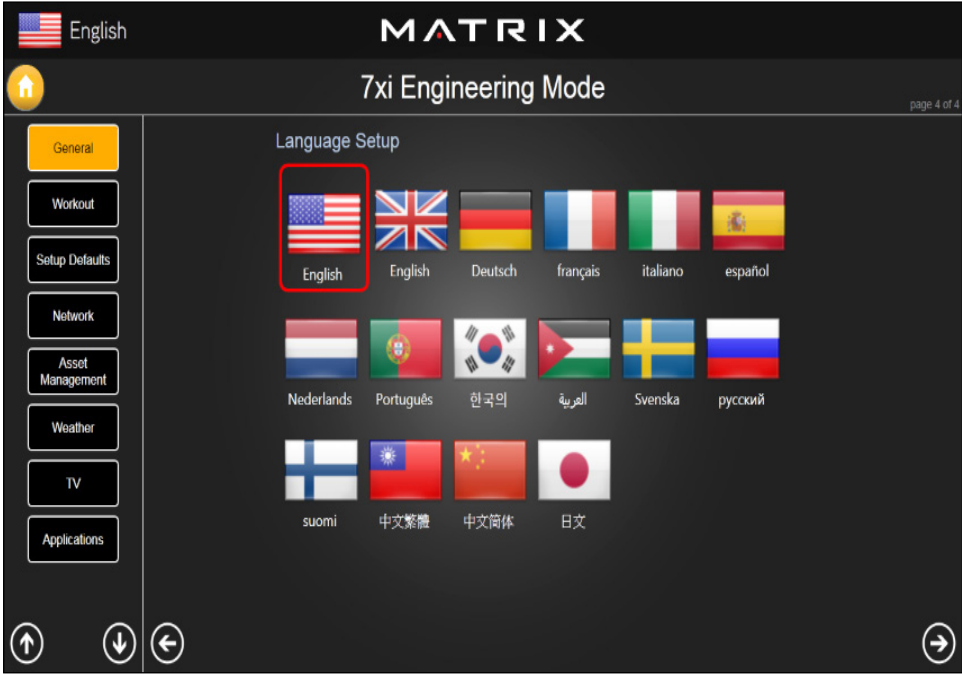 English
MATRIX
7xi Engineering Mode
page 4 of 4
General
Workout
Setup Defaults
Network
Asset
Management
Weather
TV
Applications
Language Setup
English
English
Deutsch
français
italiano
español
Nederlands
Português
한국의
العربية
Svenska
русский
suomi
中文繁體
中文简体
日文